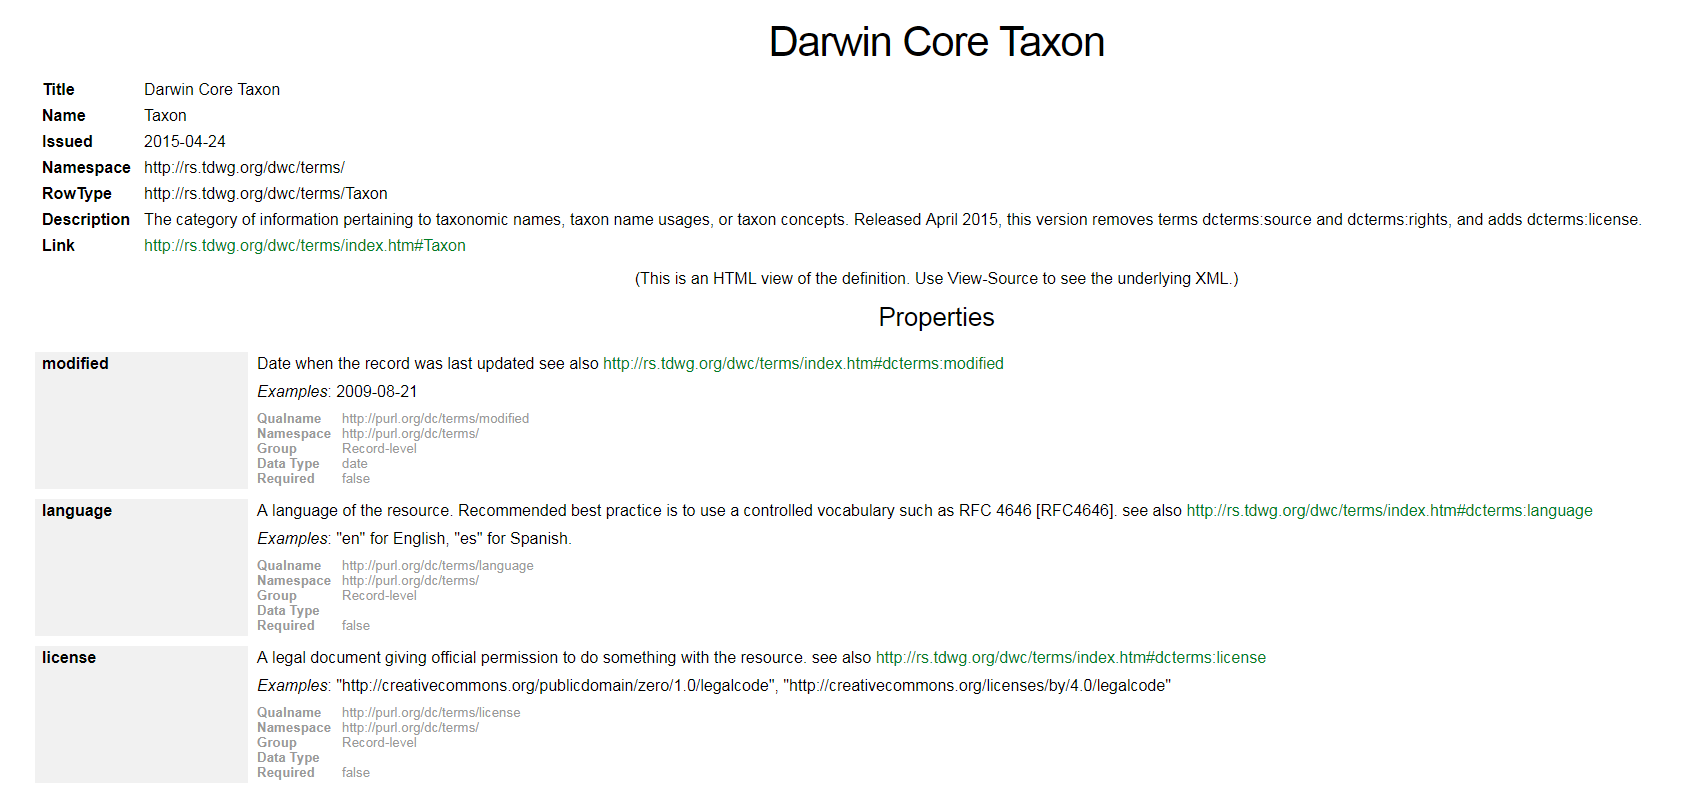 Darwin Core Taxon
Title Darwin Core Taxon
Name Taxon
Issued 2015-04-24
Namespace http://rs.tdwg.org/dwc/terms/
RowType http://rs.tdwg.org/dwc/terms/Taxon
Description The category of information pertaining to taxonomic names, taxon name usages, or taxon concepts. Released April 2015, this version removes terms dcterms:source and dcterms:rights, and adds dcterms:license.
Link http://rs.tdwg.org/dwc/terms/index.htm#Taxon
(This is an HTML view of the definition. Use View-Source to see the underlying XML.)
Properties
modified Date when the record was last updated see also http://rs.tdwg.org/dwc/terms/index.htm#dcterms:modified
Examples: 2009-08-21
Qualname http://purl.org/dc/terms/modified
Namespace http://purl.org/dc/terms/
Group Record-level
Data Type date
Required false
language A language of the resource. Recommended best practice is to use a controlled vocabulary such as RFC 4646 [RFC4646]. see also http://rs.tdwg.org/dwc/terms/index.htm#dcterms:language
Examples: "en" for English, "es" for Spanish.
Qualname http://purl.org/dc/terms/language
Namespace http://purl.org/dc/terms/
Group Record-level
Data Type
Required false
license A legal document giving official permission to do something with the resource. see also http://rs.tdwg.org/dwc/terms/index.htm#dcterms:license
Examples: "http://creativecommons.org/publicdomain/zero/1.0/legalcode", "http://creativecommons.org/licenses/by/4.0/legalcode"
Qualname http://purl.org/dc/terms/license
Namespace http://purl.org/dc/terms/
Group Record-level
Data Type
Required false